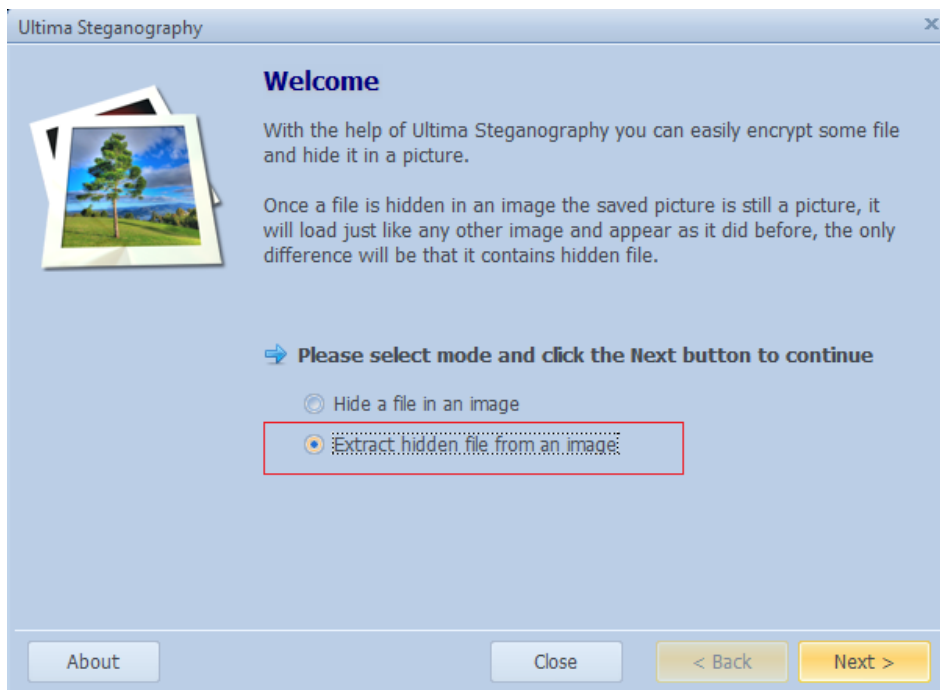 Ultima Steganography
Welcome
With the help of Ultima Steganography you can easily encrypt some file
and hide it in a picture.
Once a file is hidden in an image the saved picture is still a picture, it
will load just like any other image and appear as it did before, the only
difference will be that it contains hidden file.
Please select mode and click the Next button to continue
Hide a file in an image
Extract hidden file from an image
About
Close
< Back
Next >